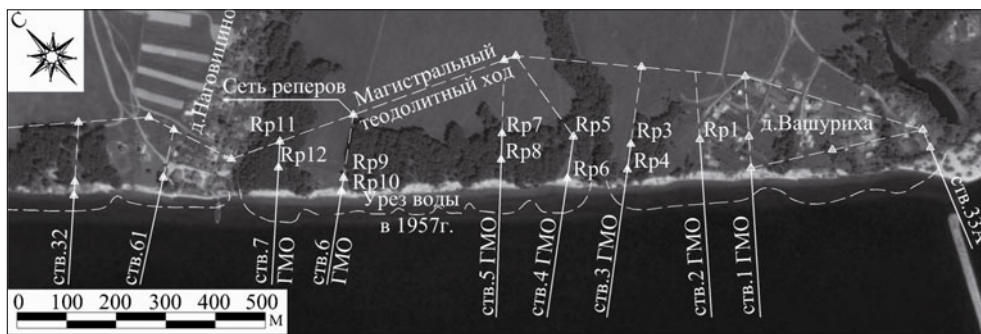 С
д.Наговицино
Сеть реперов
Магистральный
теодолитный ход
Rp11
Rp12
Rp9
Rp10
Rp7
Rp8
Rp5
Rp6
Rp3
Rp4
Rp1
д.Вашуриха
Урез воды
в 1957г.
ств.32
ств.61
ств.7
ГМО
ств.6
ГМО
ств.5 ГМО
ств.4 ГМО
ств.3 ГМО
ств.2 ГМО
ств.1 ГМО
ств.33А
0 100 200 300 400 500
м